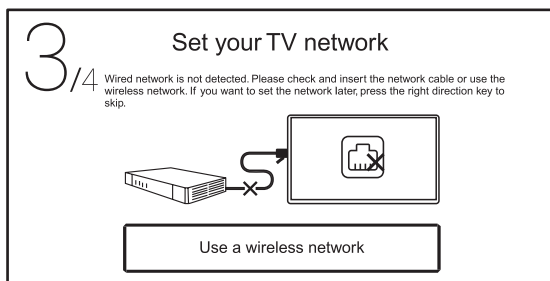 Set your TV network
3/4
Wired network is not detected. Please check and insert the network cable or use the
wireless network. If you want to set the network later, press the right direction key to
skip.
Use a wireless network